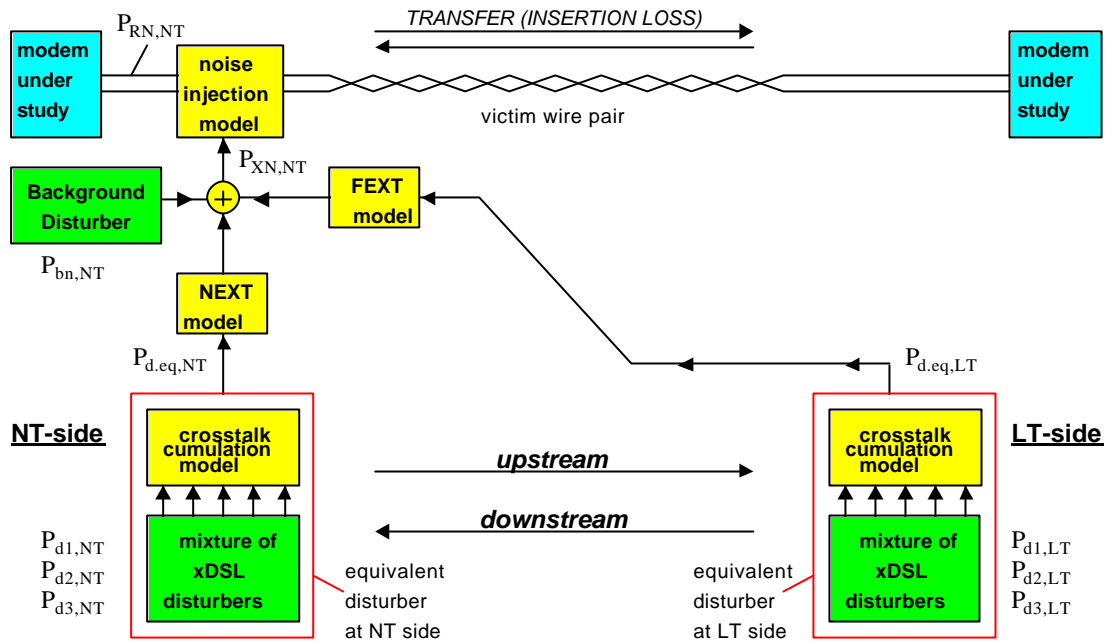 P_RN,NT
TRANSFER (INSERTION LOSS)
modem
under
study
noise
injection
model
modem
under
study
victim wire pair
P_XN,NT
Background
Disturber
+
FEXT
model
P_bn,NT
NEXT
model
P_d.eq,NT
P_d.eq,LT
NT-side
crosstalk
cumulation
model
upstream
crosstalk
cumulation
model
LT-side
downstream
P_d1,NT
P_d2,NT
P_d3,NT
mixture of
xDSL
disturbers
mixture of
xDSL
disturbers
P_d1,LT
P_d2,LT
P_d3,LT
equivalent
disturber
at NT side
equivalent
disturber
at LT side